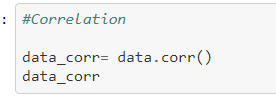 : #Correlation
data_corr= data.corr()
data_corr